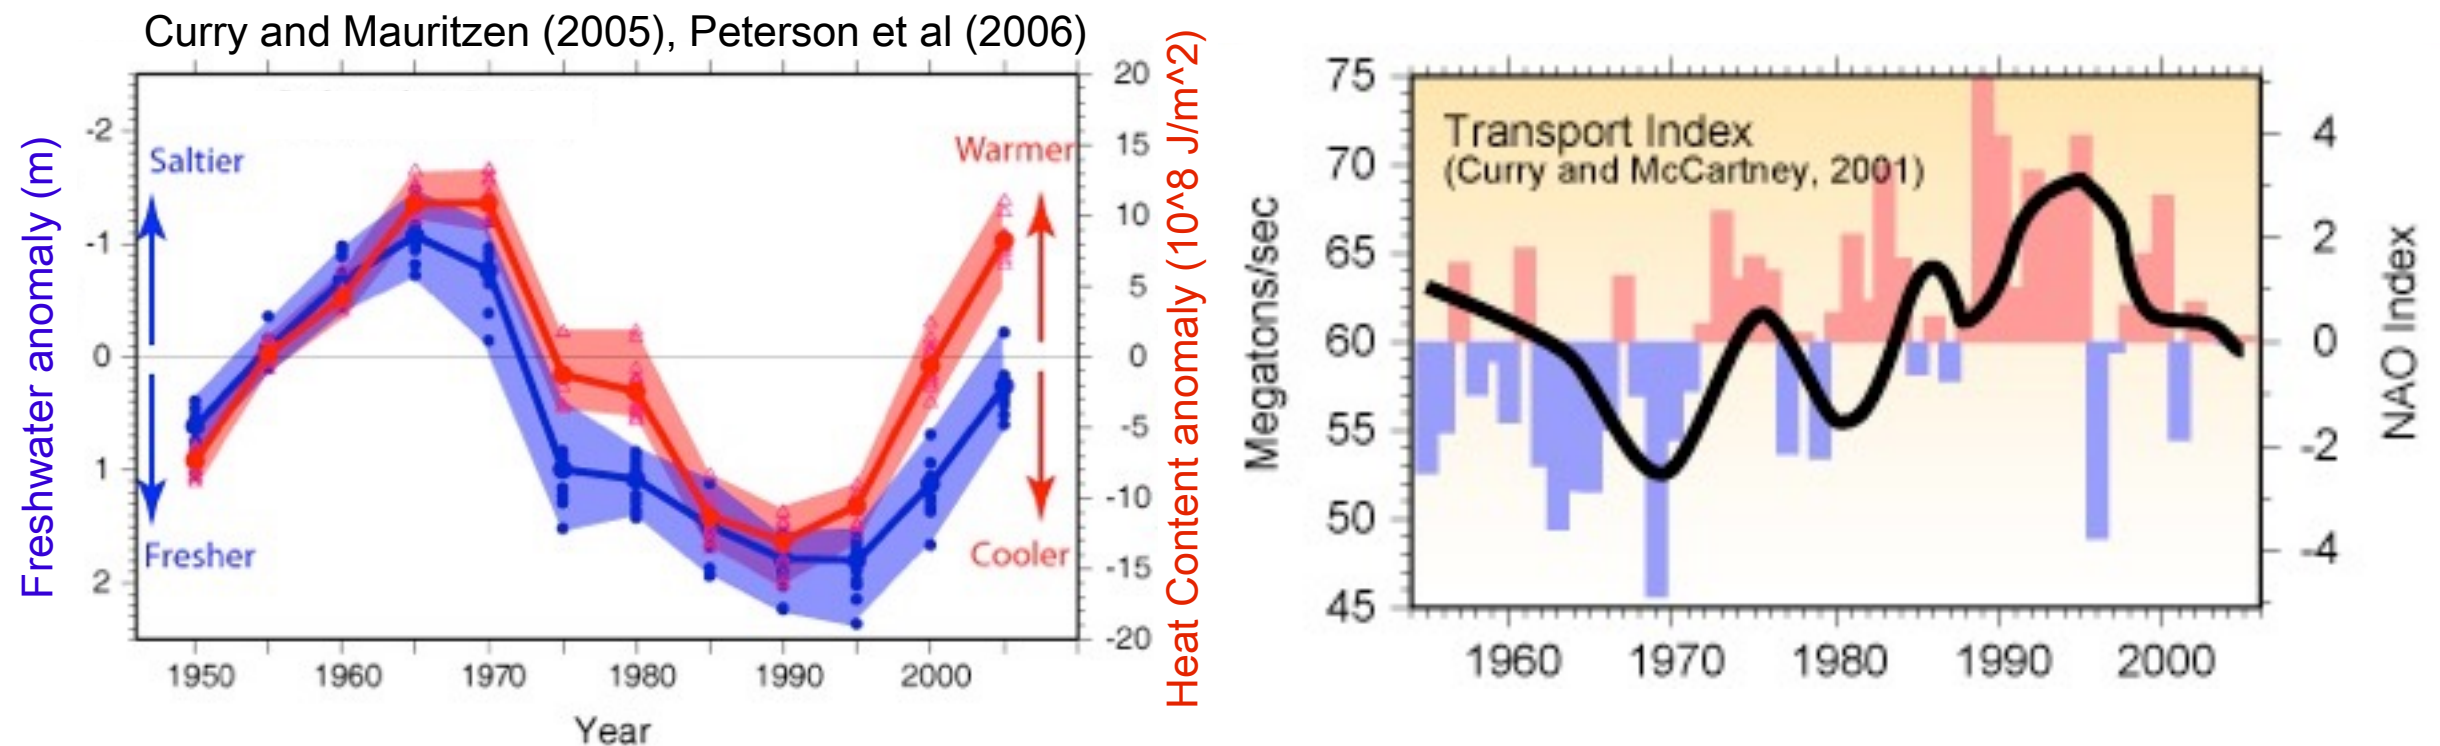 Curry and Mauritzen (2005), Peterson et al (2006)
Freshwater anomaly (m)
-2
-1
0
1
2
Saltier
Fresher
Warmer
Cooler
20
15
10
5
0
-5
-10
-15
-20
Heat Content anomaly (10^8 J/m^2)
1950 1960 1970 1980 1990 2000
Year
Megatons/sec
75
70
65
60
55
50
45
Transport Index
(Curry and McCartney, 2001)
4
2
0
-2
-4
NAO Index
1960 1970 1980 1990 2000